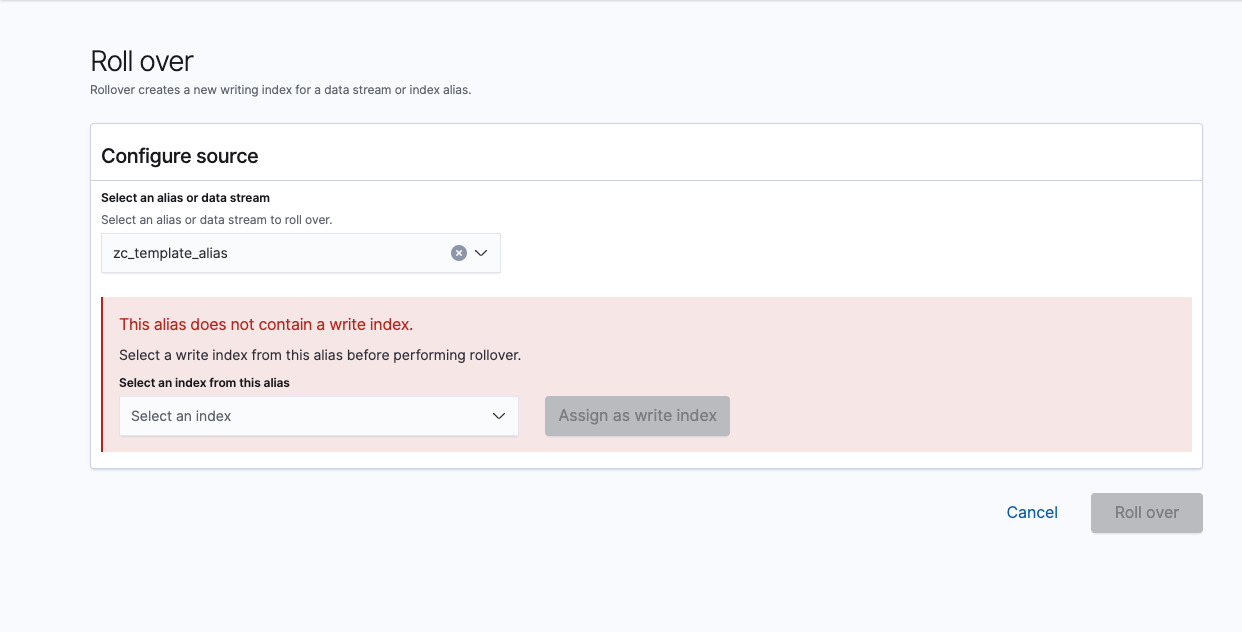 Roll over
Rollover creates a new writing index for a data stream or index alias.
Configure source
Select an alias or data stream
Select an alias or data stream to roll over.
zc_template_alias
This alias does not contain a write index.
Select a write index from this alias before performing rollover.
Select an index from this alias
Select an index
Assign as write index
Cancel
Roll over